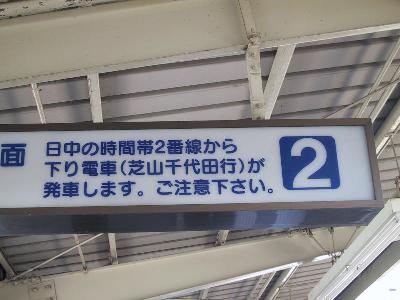 面
日中の時間帯2番線から
下り電車(芝山千代田行)が
発車します。ご注意下さい。
2